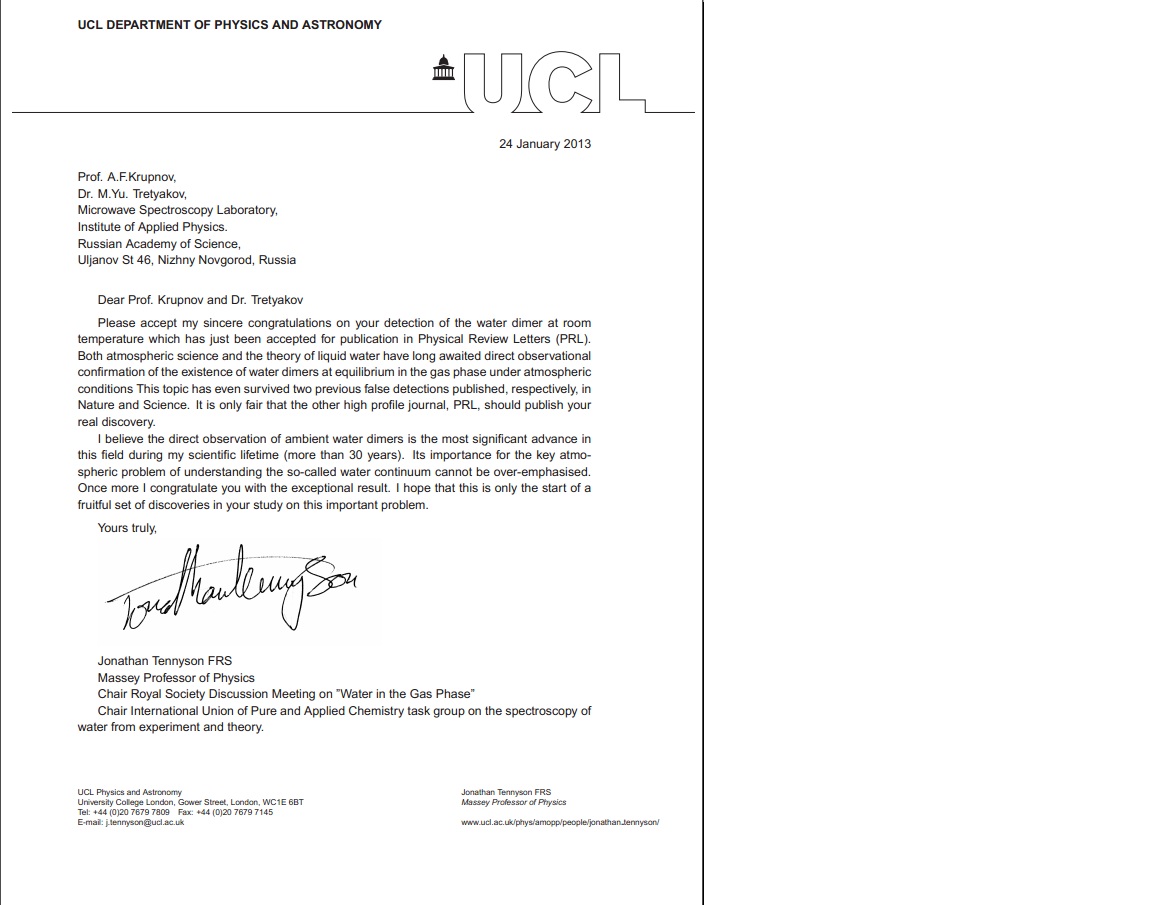 UCL DEPARTMENT OF PHYSICS AND ASTRONOMY
UCL
24 January 2013
Prof. A.F.Krupnov,
Dr. M.Yu. Tretyakov,
Microwave Spectroscopy Laboratory,
Institute of Applied Physics.
Russian Academy of Science,
Uljanov St 46, Nizhny Novgorod, Russia
Dear Prof. Krupnov and Dr. Tretyakov
Please accept my sincere congratulations on your detection of the water dimer at room
temperature which has just been accepted for publication in Physical Review Letters (PRL).
Both atmospheric science and the theory of liquid water have long awaited direct observational
confirmation of the existence of water dimers at equilibrium in the gas phase under atmospheric
conditions This topic has even survived two previous false detections published, respectively, in
Nature and Science. It is only fair that the other high profile journal, PRL, should publish your
real discovery.
I believe the direct observation of ambient water dimers is the most significant advance in
this field during my scientific lifetime (more than 30 years). Its importance for the key atmo-
spheric problem of understanding the so-called water continuum cannot be over-emphasised.
Once more I congratulate you with the exceptional result. I hope that this is only the start of a
fruitful set of discoveries in your study on this important problem.
Yours truly,
Jonathan Tennyson
Jonathan Tennyson FRS
Massey Professor of Physics
Chair Royal Society Discussion Meeting on ”Water in the Gas Phase”
Chair International Union of Pure and Applied Chemistry task group on the spectroscopy of
water from experiment and theory.
UCL Physics and Astronomy
University College London, Gower Street, London, WC1E 6BT
Tel: +44 (0)20 7679 7809 Fax: +44 (0)20 7679 7145
E-mail: j.tennyson@ucl.ac.uk
Jonathan Tennyson FRS
Massey Professor of Physics
www.ucl.ac.uk/phys/amopp/people/jonathan_tennyson/